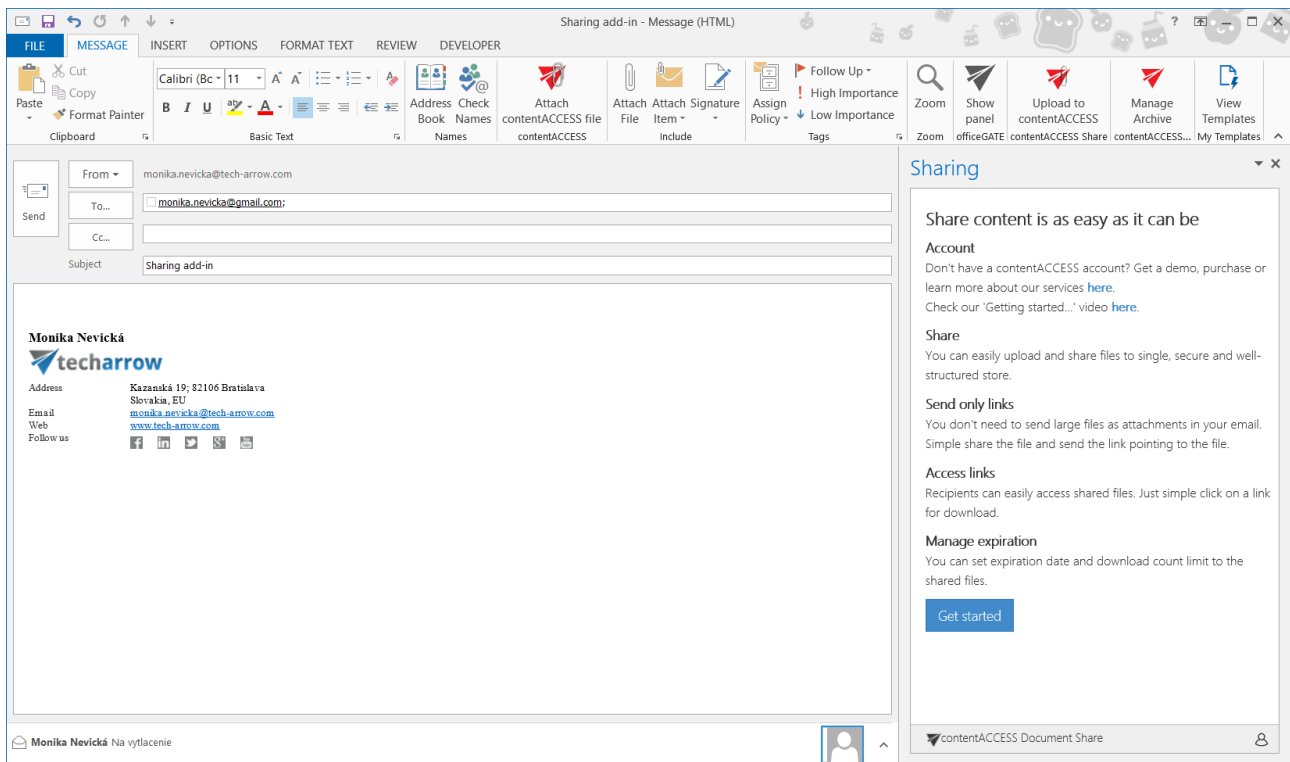 Sharing add-in - Message (HTML)
?
FILE MESSAGE INSERT OPTIONS FORMAT TEXT REVIEW DEVELOPER
Paste
Cut
Copy
Format Painter
Clipboard
Calibri (Bc 11
B I U
Basic Text
Address Book
Check Names
Names
Attach contentACCESS file
contentACCESS
Attach File
Attach Item
Signature
Include
Assign Policy
Follow Up
High Importance
Low Importance
Tags
Zoom
Zoom
Show panel
officeGATE
Upload to contentACCESS
contentACCESS Share
Manage Archive
contentACCESS...
View Templates
My Templates
Send
From
monika.nevicka@tech-arrow.com
To...
monika.nevicka@gmail.com;
Cc...
Subject
Sharing add-in
Monika Nevická
techarrow
Address Kazanská 19; 82106 Bratislava
Slovakia, EU
Email monika.nevicka@tech-arrow.com
Web www.tech-arrow.com
Follow us
Monika Nevická Na vytlacenie
Sharing
Share content is as easy as it can be
Account
Don't have a contentACCESS account? Get a demo, purchase or
learn more about our services here.
Check our 'Getting started...' video here.
Share
You can easily upload and share files to single, secure and well-
structured store.
Send only links
You don't need to send large files as attachments in your email.
Simple share the file and send the link pointing to the file.
Access links
Recipients can easily access shared files. Just simple click on a link
for download.
Manage expiration
You can set expiration date and download count limit to the
shared files.
Get started
contentACCESS Document Share